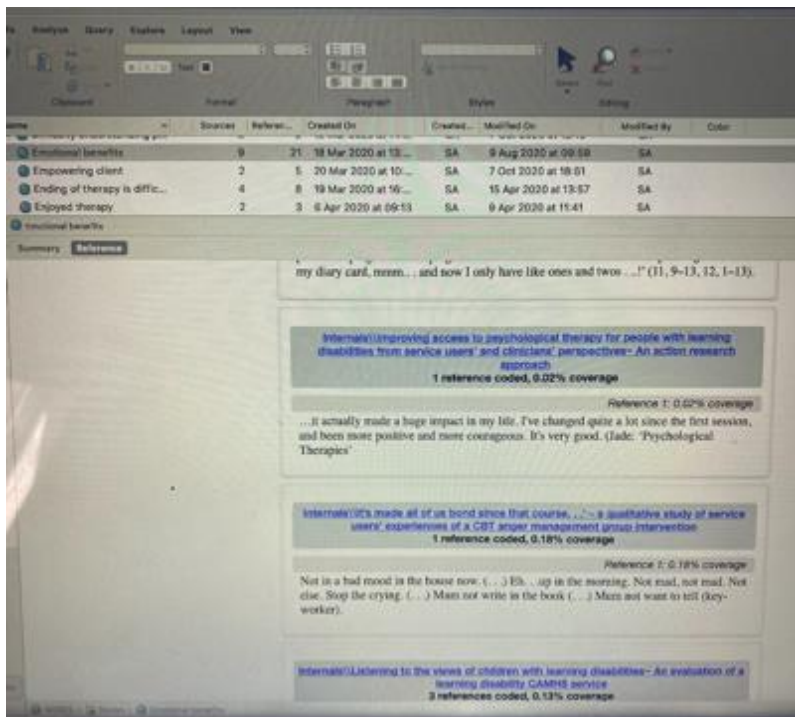 Analyze Query Explore Layout View
Text
Clipboard Format Paragraph Styles Editing
Sources Referen... Created On Created... Modified On Modified By Color
Emotional benefits 9 21 18 Mar 2020 at 13:... SA 9 Aug 2020 at 09:59 SA
Empowering client 2 5 20 Mar 2020 at 10:... SA 7 Oct 2020 at 18:51 SA
Ending of therapy is diffic... 4 8 19 Mar 2020 at 16:... SA 15 Apr 2020 at 13:57 SA
Enjoyed therapy 2 3 6 Apr 2020 at 09:13 SA 9 Apr 2020 at 11:41 SA
Emotional benefits
Summary Reference
my diary card, mmm... and now I only have like ones and twos ...!" (11, 9–13, 12, 1–13).
Internals\\Improving access to psychological therapy for people with learning
disabilities from service users' and clinicians' perspectives- An action research
approach
1 reference coded, 0.02% coverage
Reference 1: 0.02% coverage
...it actually made a huge impact in my life. I've changed quite a lot since the first session,
and been more positive and more courageous. It's very good. (Jade: 'Psychological
Therapies'
Internals\\It's made all of us bond since that course. . .' – a qualitative study of service
users' experiences of a CBT anger management group intervention
1 reference coded, 0.18% coverage
Reference 1: 0.18% coverage
Not in a bad mood in the house now. (. . .) Eh. . .up in the morning. Not mad, not mad. Not
else. Stop the crying. (. . .) Mam not write in the book (. . .) Mam not want to tell (key-
worker).
Internals\\Listening to the views of children with learning disabilities- An evaluation of a
learning disability CAMHS service
3 references coded, 0.13% coverage